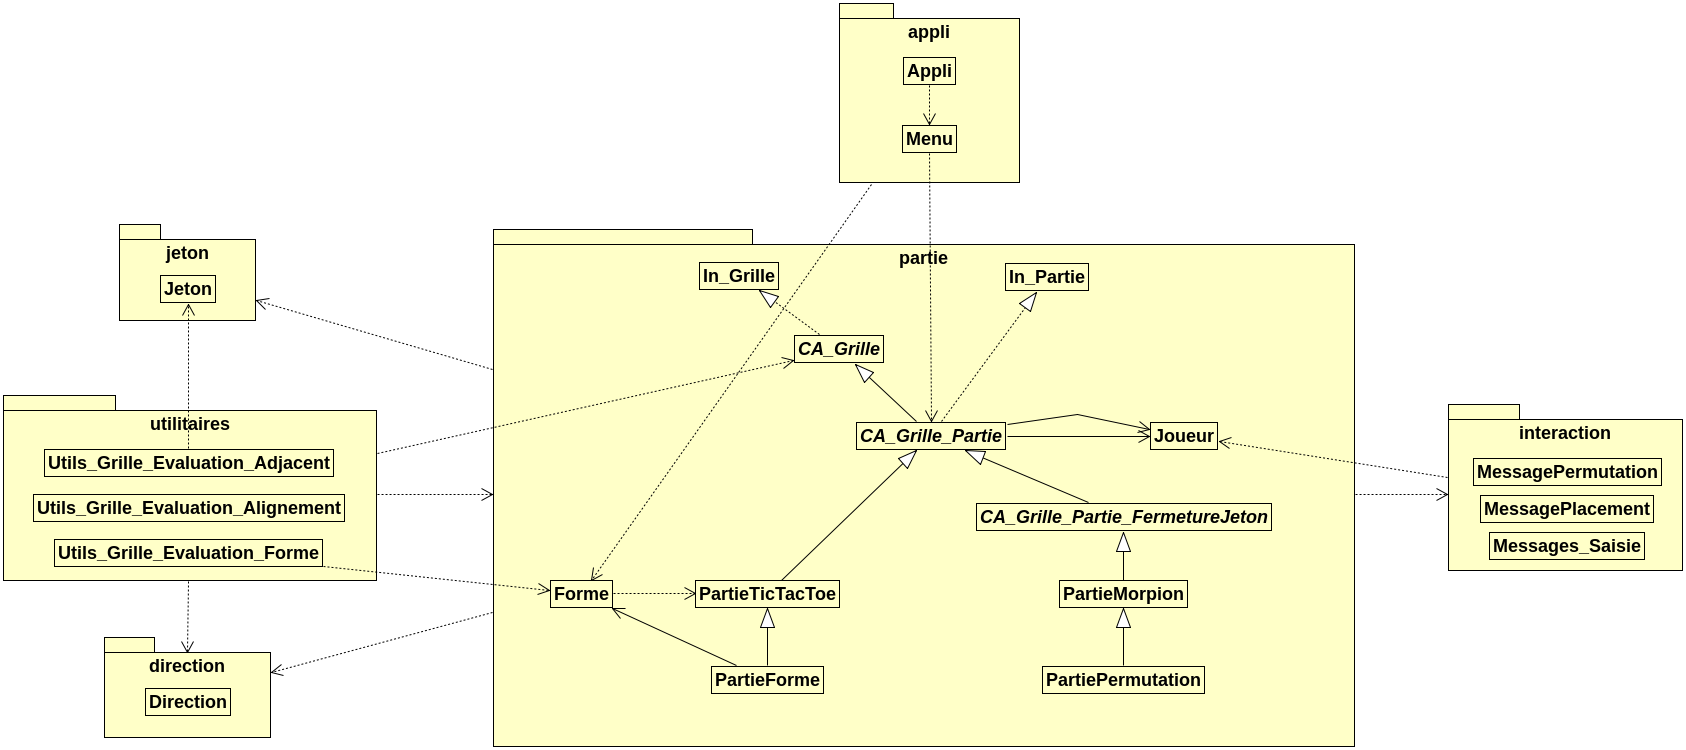 appli
Appli
Menu
jeton
Jeton
partie
In_Grille
In_Partie
CA_Grille
CA_Grille_Partie
Joueur
CA_Grille_Partie_FermetureJeton
Forme
PartieTicTacToe
PartieMorpion
PartieForme
PartiePermutation
utilitaires
Utils_Grille_Evaluation_Adjacent
Utils_Grille_Evaluation_Alignement
Utils_Grille_Evaluation_Forme
interaction
MessagePermutation
MessagePlacement
Messages_Saisie
direction
Direction